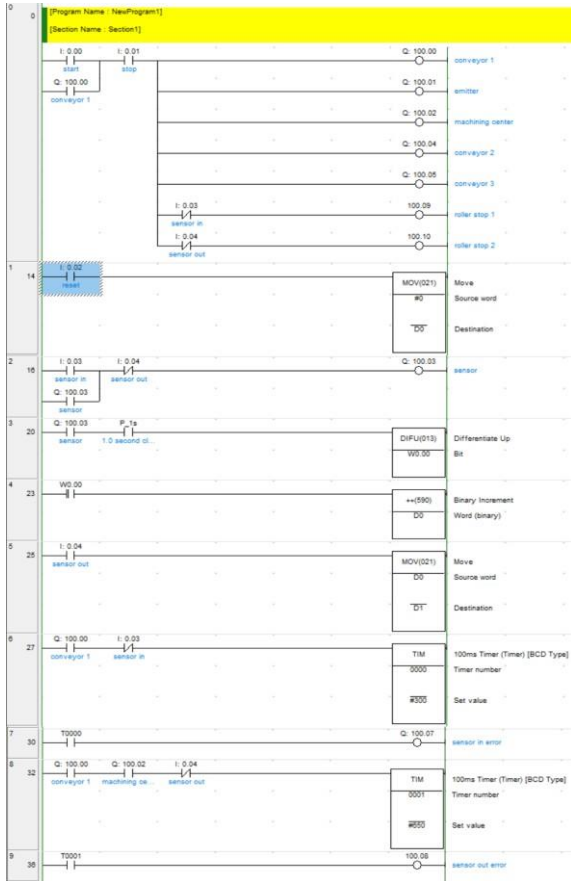 0
0
[Program Name : NewProgram1]
[Section Name : Section1]
I: 0.00
I: 0.01
Q: 100.00
start
stop
conveyor 1
Q: 100.00
conveyor 1
Q: 100.01
emitter
Q: 100.02
machining center
Q: 100.04
conveyor 2
Q: 100.05
conveyor 3
I: 0.03
100.09
sensor in
roller stop 1
I: 0.04
100.10
sensor out
roller stop 2
1
14
I: 0.02
reset
MOV(021)
Move
#0
Source word
D0
Destination
2
16
I: 0.03
I: 0.04
Q: 100.03
sensor in
sensor out
sensor
Q: 100.03
sensor
3
20
Q: 100.03
P_1s
sensor
1.0 second cl...
DIFU(013)
Differentiate Up
W0.00
Bit
4
23
W0.00
++(590)
Binary Increment
D0
Word (binary)
5
25
I: 0.04
sensor out
MOV(021)
Move
D0
Source word
D1
Destination
6
27
Q: 100.00
I: 0.03
conveyor 1
sensor in
TIM
100ms Timer (Timer) [BCD Type]
0000
Timer number
#300
Set value
7
30
T0000
Q: 100.07
sensor in error
8
32
Q: 100.00
Q: 100.02
I: 0.04
conveyor 1
machining ce...
sensor out
TIM
100ms Timer (Timer) [BCD Type]
0001
Timer number
Set value
9
T0001
100.08
sensor out error